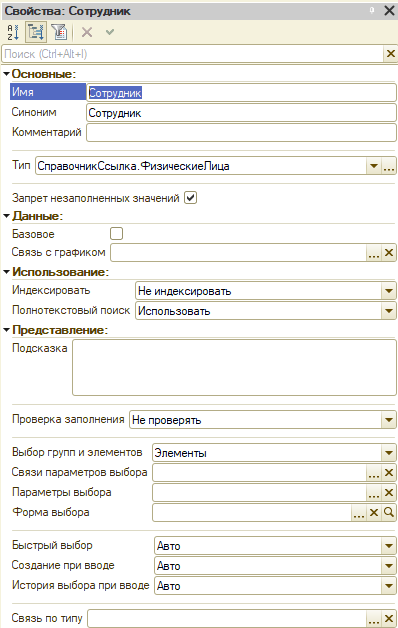 Свойства: Сотрудник
Поиск (Ctrl+Alt+I)
Основные:
Имя Сотрудник
Синоним Сотрудник
Комментарий
Тип СправочникСсылка.ФизическиеЛица
Запрет незаполненных значений
Данные:
Базовое
Связь с графиком
Использование:
Индексировать Не индексировать
Полнотекстовый поиск Использовать
Представление:
Подсказка
Проверка заполнения Не проверять
Выбор групп и элементов Элементы
Связи параметров выбора
Параметры выбора
Форма выбора
Быстрый выбор Авто
Создание при вводе Авто
История выбора при вводе Авто
Связь по типу